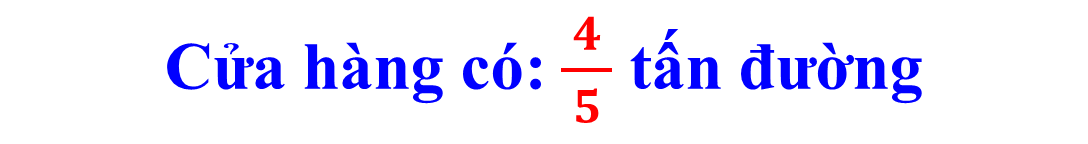 Cửa hàng có: 4/5 tấn đường